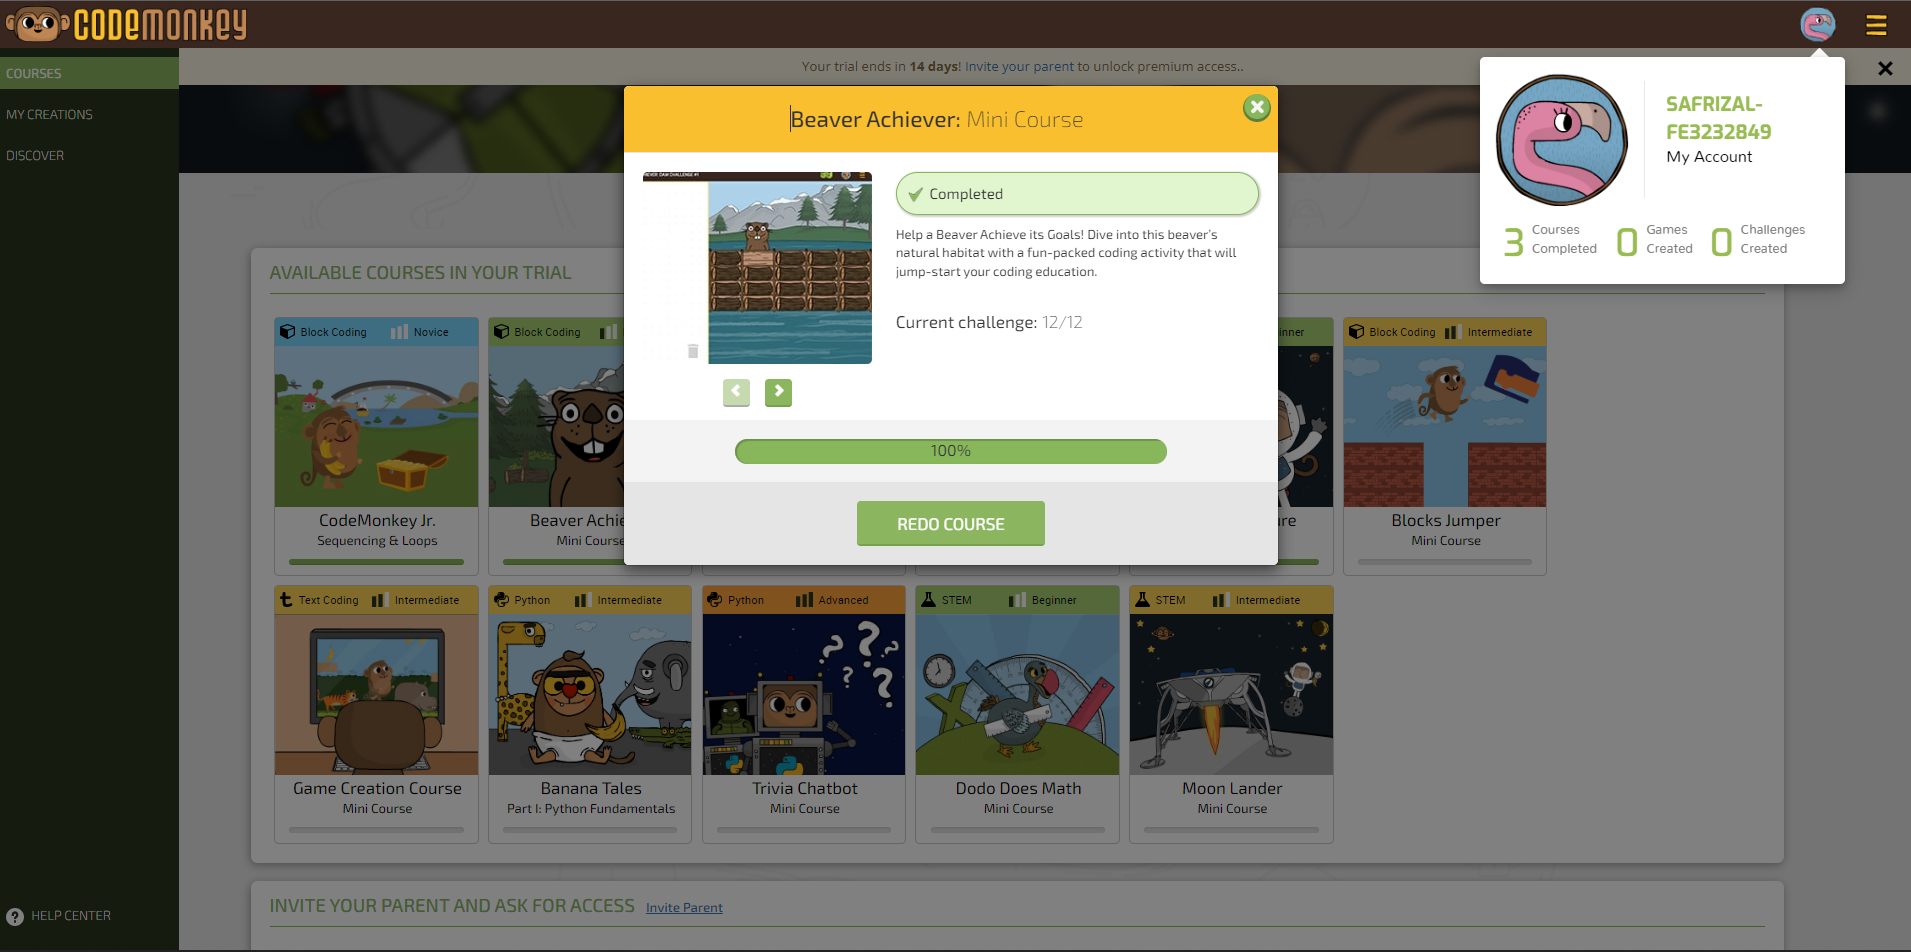 CODEMONKEY
COURSES
MY CREATIONS
DISCOVER
HELP CENTER
Your trial ends in 14 days! Invite your parent to unlock premium access..
SAFRIZAL-
FE3232849
My Account
3 Courses Completed
0 Games Created
0 Challenges Created
Beaver Achiever: Mini Course
Completed
Help a Beaver Achieve its Goals! Dive into this beaver's
natural habitat with a fun-packed coding activity that will
jump-start your coding education.
Current challenge: 12/12
100%
REDO COURSE
AVAILABLE COURSES IN YOUR TRIAL
Block Coding Novice
CodeMonkey Jr.
Sequencing & Loops
Block Coding
Beaver Achie
Mini Course
Block Coding Intermediate
Blocks Jumper
Mini Course
Text Coding Intermediate
Game Creation Course
Mini Course
Python Intermediate
Banana Tales
Part I: Python Fundamentals
Python Advanced
Trivia Chatbot
Mini Course
STEM Beginner
Dodo Does Math
Mini Course
STEM Intermediate
Moon Lander
Mini Course
INVITE YOUR PARENT AND ASK FOR ACCESS Invite Parent